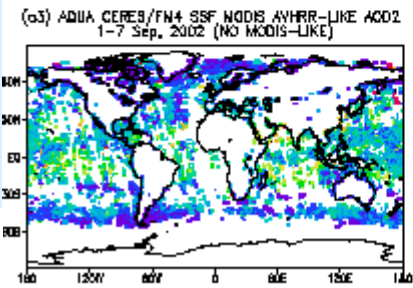 (a3) AQUA CERES/FM4 SSF MODIS AVHRR-LIKE AOD2
1-7 Sep, 2002 (NO MODIS-LIKE)
60N
30N
EQ
30S
60S
180 120W 60W 0 60E 120E 180